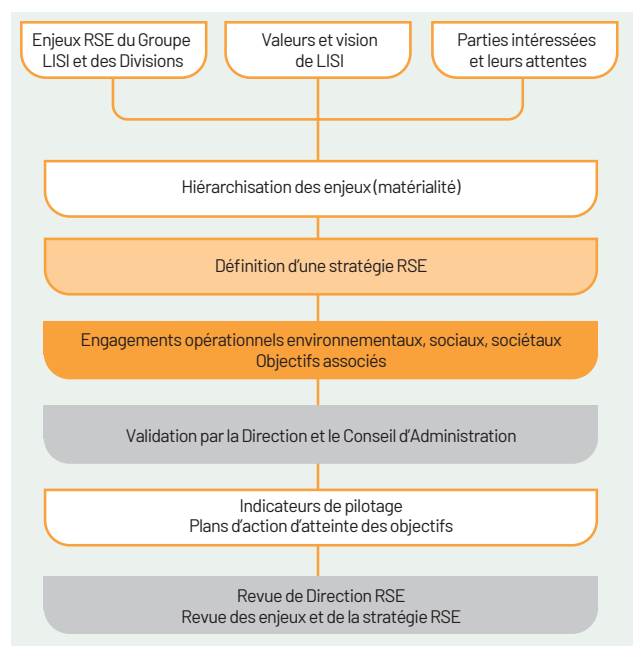 Enjeux RSE du Groupe
LISI et des Divisions
Valeurs et vision
de LISI
Parties intéressées
et leurs attentes
Hiérarchisation des enjeux (matérialité)
Définition d'une stratégie RSE
Engagements opérationnels environnementaux, sociaux, sociétaux
Objectifs associés
Validation par la Direction et le Conseil d'Administration
Indicateurs de pilotage
Plans d'action d'atteinte des objectifs
Revue de Direction RSE
Revue des enjeux et de la stratégie RSE